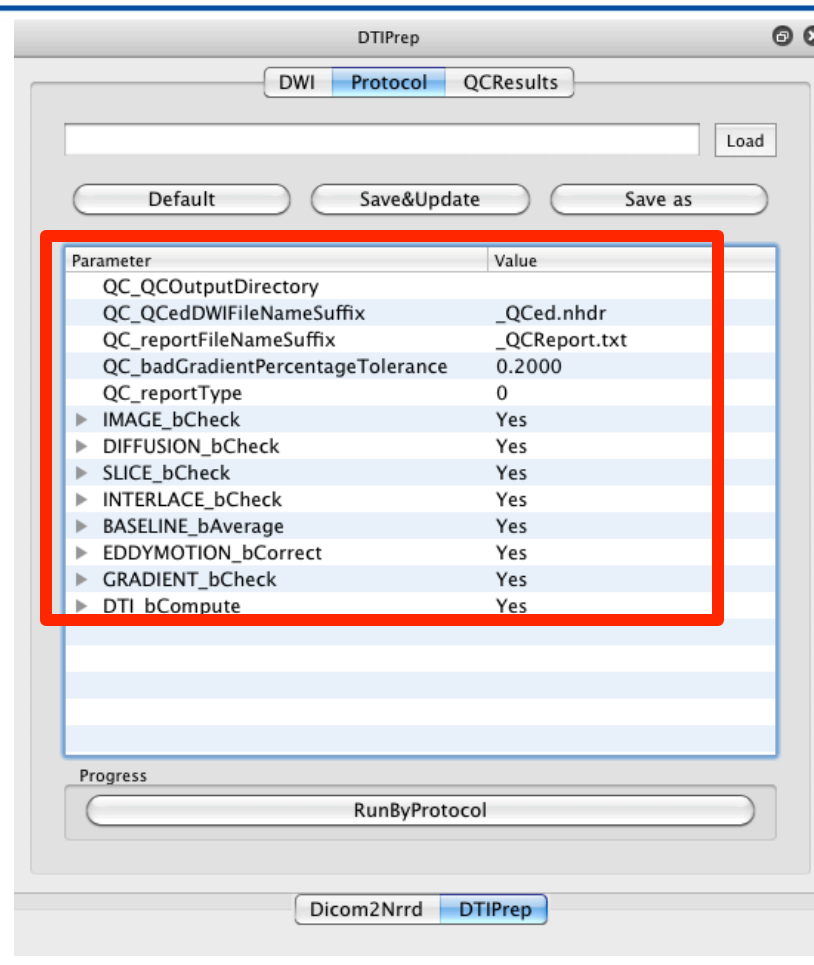 DTIPrep
DWI Protocol QCResults
Load
Default Save&Update Save as
Parameter Value
QC_QCOutputDirectory
QC_QCedDWIFileNameSuffix _QCed.nhdr
QC_reportFileNameSuffix _QCReport.txt
QC_badGradientPercentageTolerance 0.2000
QC_reportType 0
IMAGE_bCheck Yes
DIFFUSION_bCheck Yes
SLICE_bCheck Yes
INTERLACE_bCheck Yes
BASELINE_bAverage Yes
EDDYMOTION_bCorrect Yes
GRADIENT_bCheck Yes
DTI_bCompute Yes
Progress
RunByProtocol
Dicom2Nrrd DTIPrep